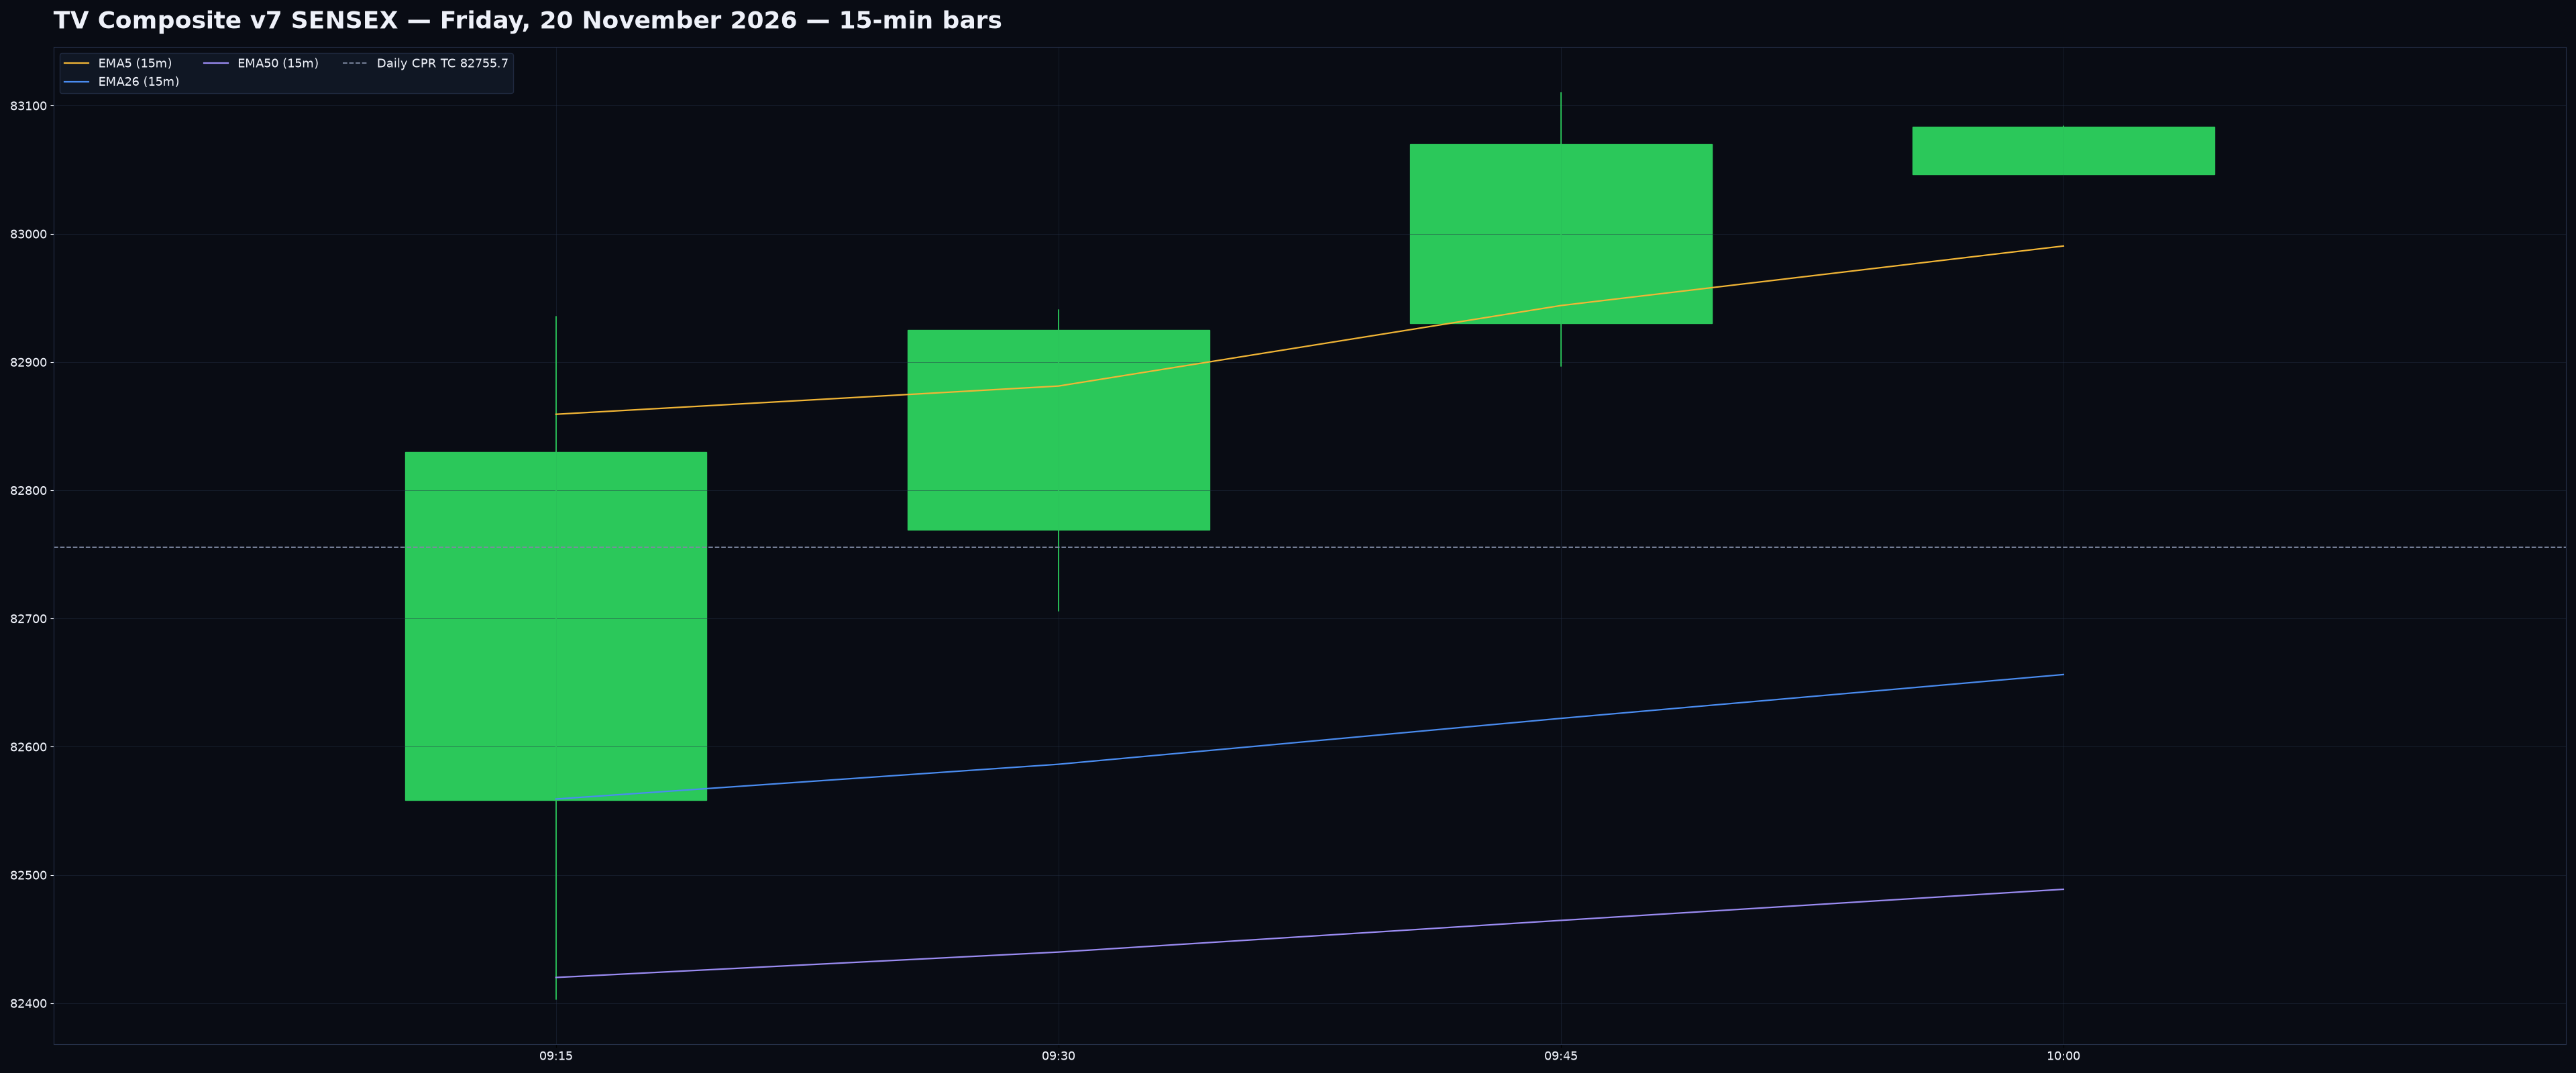 TV Composite v7 SENSEX — Friday, 20 November 2026 — 15-min bars
EMA5 (15m)
EMA26 (15m)
EMA50 (15m)
Daily CPR TC 82755.7
83100
83000
82900
82800
82700
82600
82500
82400
09:15
09:30
09:45
10:00